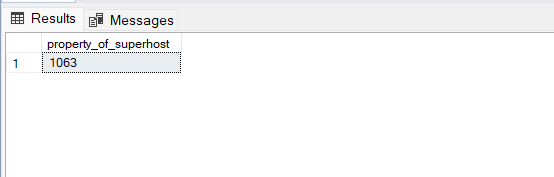 Results Messages
property_of_superhost
1 1063